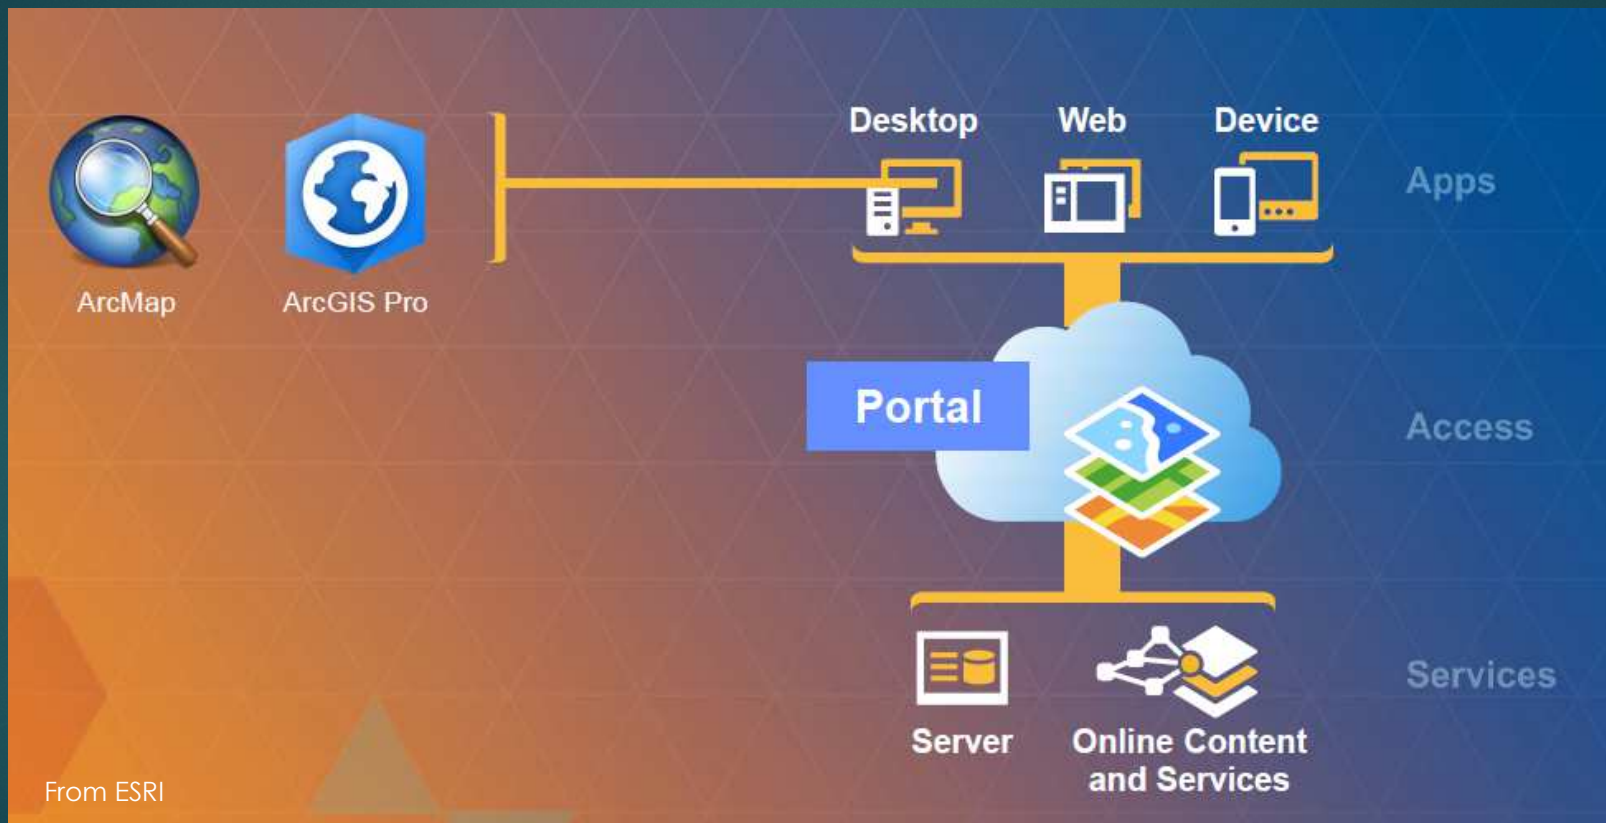 Desktop
Web
Device
Apps
ArcMap
ArcGIS Pro
Portal
Access
Services
Server
Online Content
and Services
From ESRI